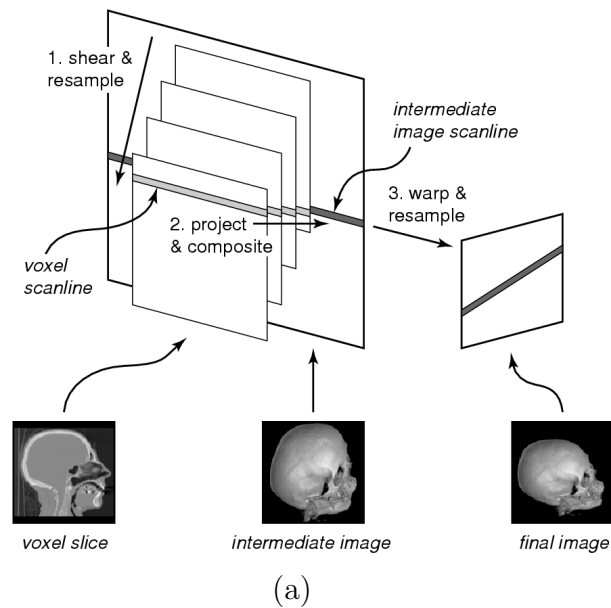 1. shear &
resample
intermediate
image scanline
3. warp &
resample
2. project
& composite
voxel
scanline
voxel slice
intermediate image
final image
(a)